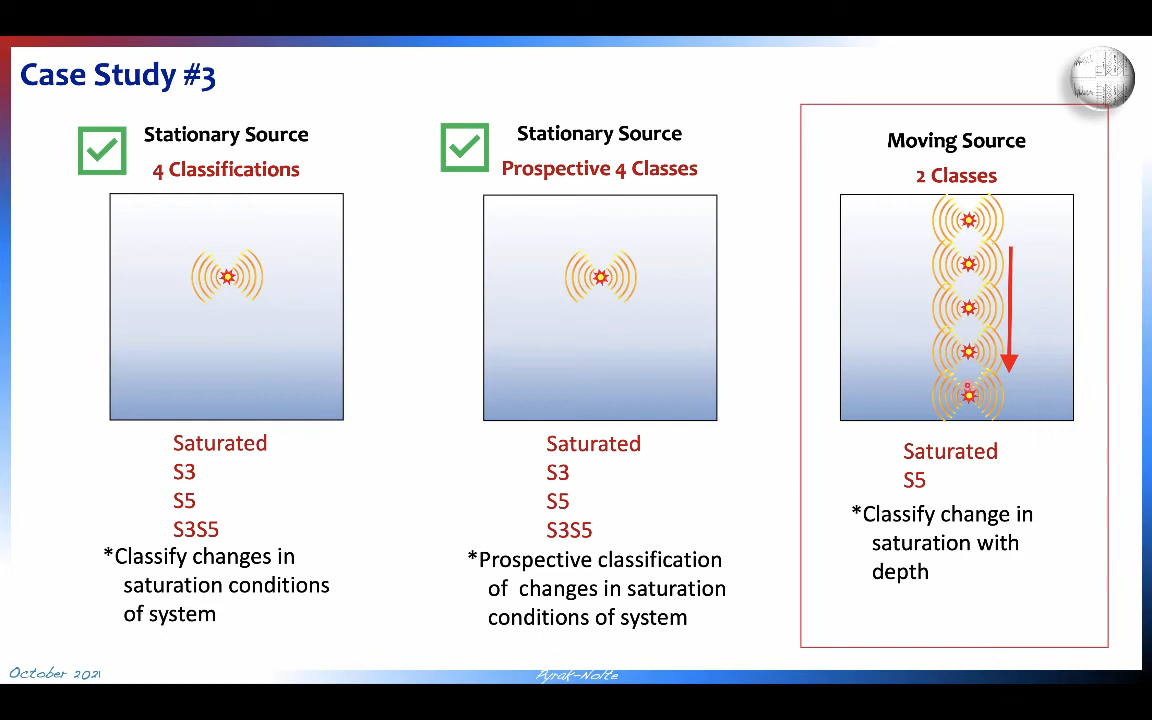 Case Study #3
Stationary Source
4 Classifications
Saturated
S3
S5
S3S5
*Classify changes in
saturation conditions
of system
Stationary Source
Prospective 4 Classes
Saturated
S3
S5
S3S5
*Prospective classification
of changes in saturation
conditions of system
Moving Source
2 Classes
Saturated
S5
*Classify change in
saturation with
depth
October 2021
Pyrak-Nolte